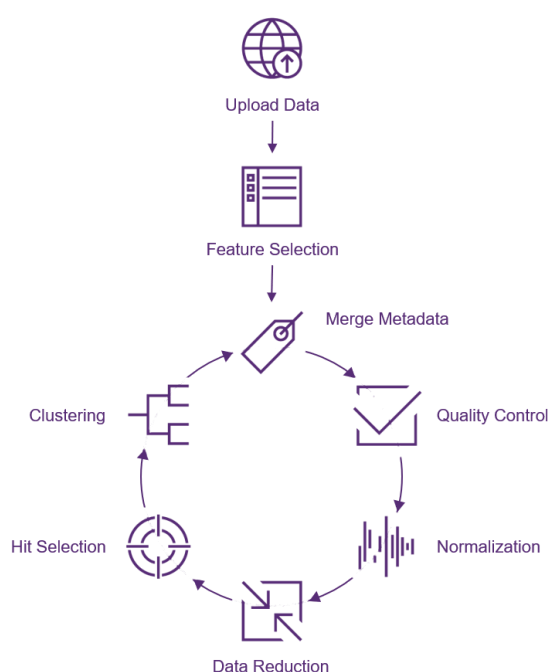 Upload Data
Feature Selection
Merge Metadata
Clustering
Quality Control
Hit Selection
Normalization
Data Reduction